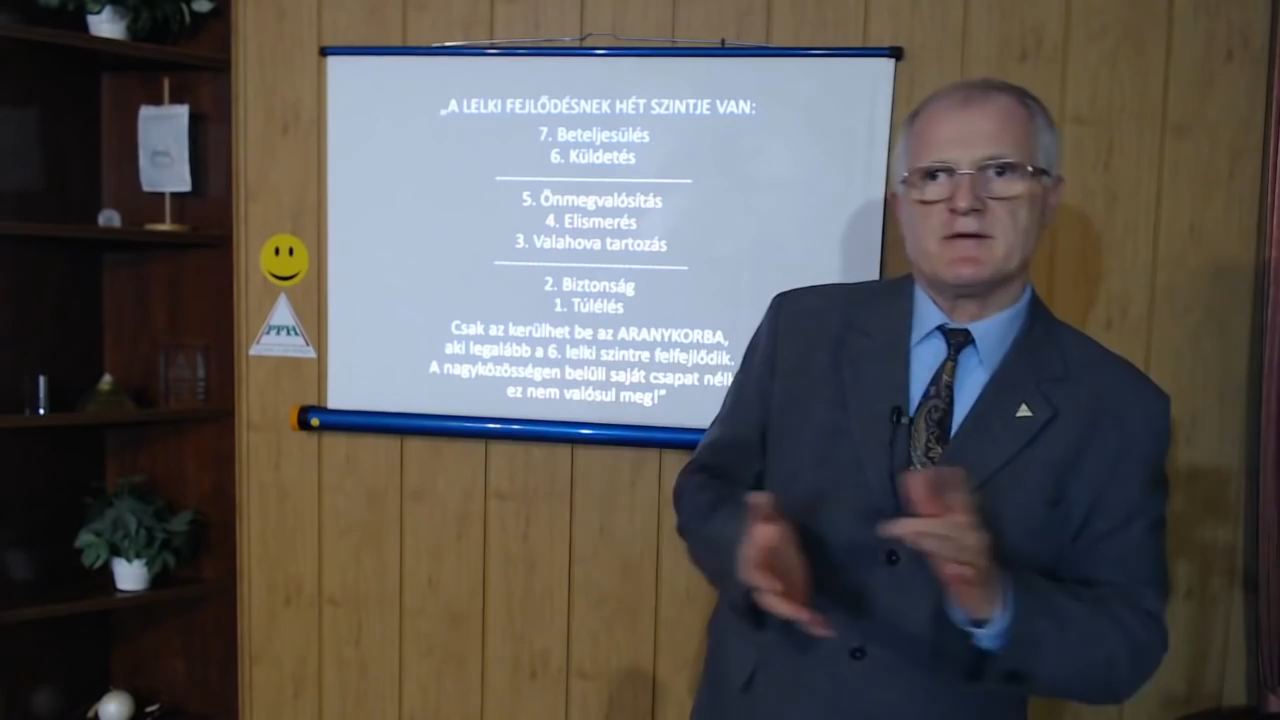 „A LELKI FEJLŐDÉSNEK HÉT SZINTJE VAN:
7. Beteljesülés
6. Küldetés
5. Önmegvalósítás
4. Elismerés
3. Valahova tartozás
2. Biztonság
1. Túlélés
Csak az kerülhet be az ARANYKORBA,
aki legalább a 6. lelki szintre felfejlődik.
A nagyközösségen belüli saját csapat
ez nem valósul meg!”
PPH